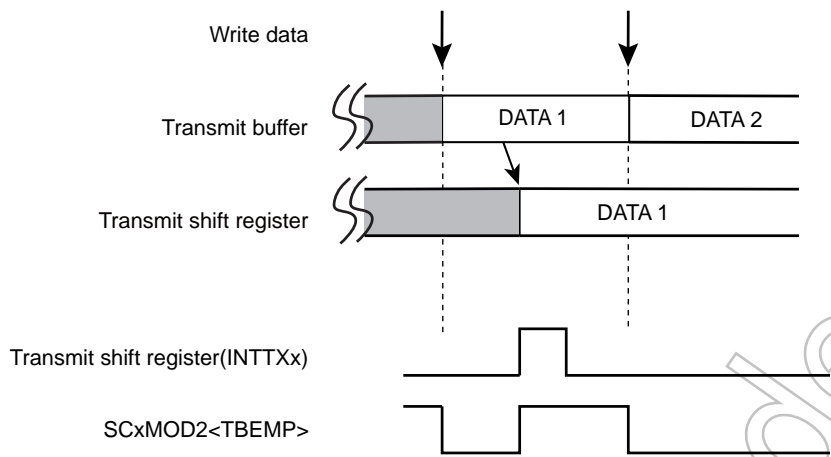 Write data
Transmit buffer
DATA 1
DATA 2
Transmit shift register
DATA 1
Transmit shift register(INTTXx)
SCxMOD2<TBEMP>